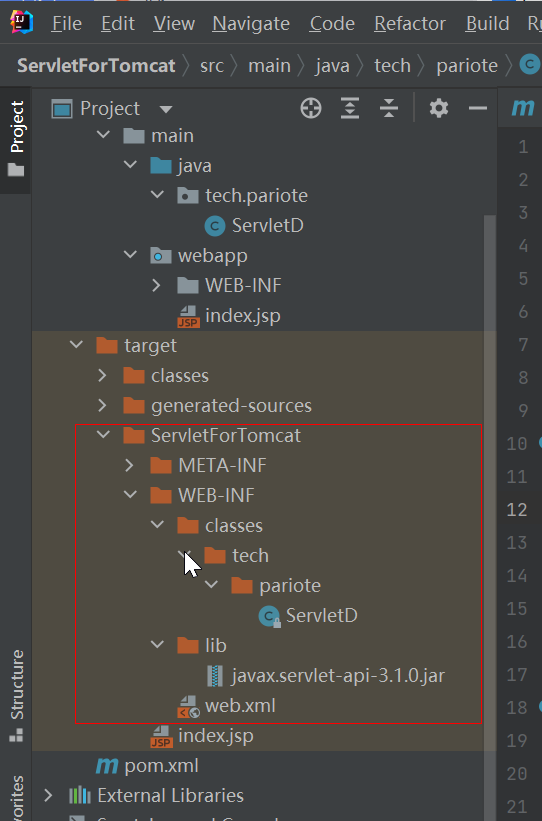 File Edit View Navigate Code Refactor Build
ServletForTomcat src main java tech pariote
Project
Project
main
java
tech.pariote
ServletD
webapp
WEB-INF
index.jsp
target
classes
generated-sources
ServletForTomcat
META-INF
WEB-INF
classes
tech
pariote
ServletD
lib
javax.servlet-api-3.1.0.jar
web.xml
index.jsp
pom.xml
External Libraries
Structure
1
2
3
4
5
6
7
8
9
10
11
12
13
14
15
16
17
18
19
20
21